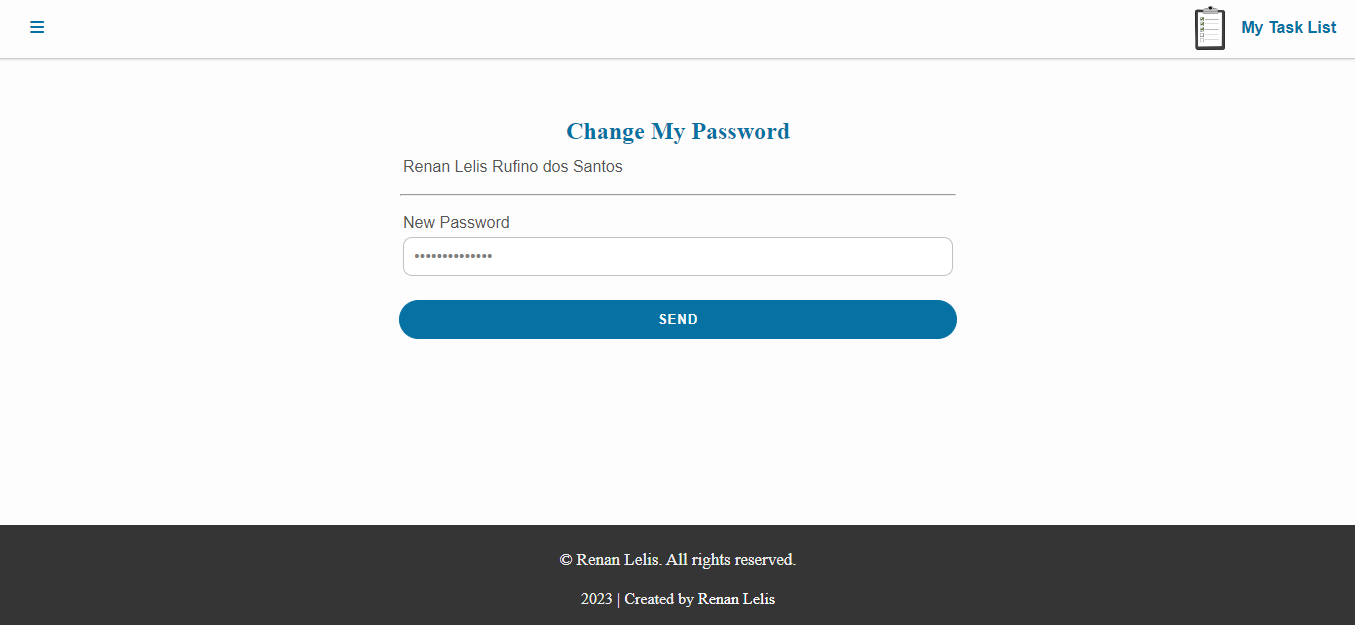 My Task List
Change My Password
Renan Lelis Rufino dos Santos
New Password
••••••••••••••
SEND
© Renan Lelis. All rights reserved.
2023 | Created by Renan Lelis